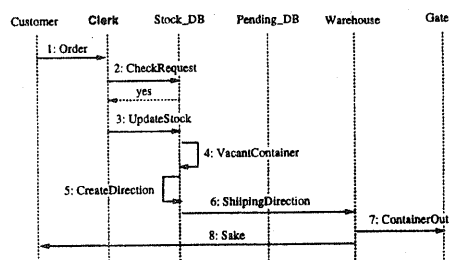 Customer Clerk Stock_DB Pending_DB Warehouse Gate
1: Order
2: CheckRequest
yes
3: UpdateStock
4: VacantContainer
5: CreateDirection
6: ShiipingDirection
7: ContainerOut
8: Sake